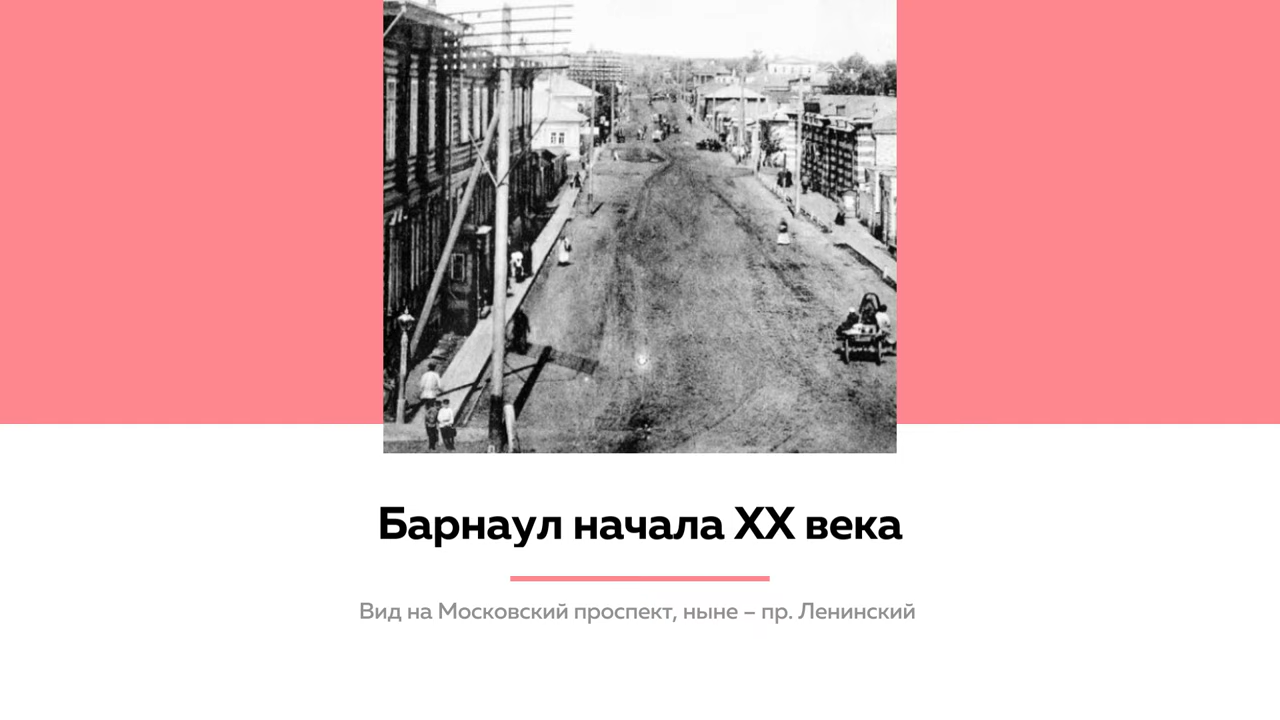 Барнаул начала XX века
Вид на Московский проспект, ныне – пр. Ленинский